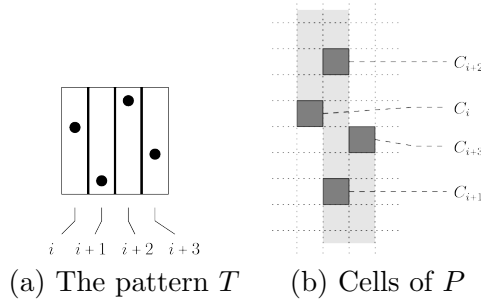 C_{i+2}
C_i
C_{i+3}
C_{i+1}
i i+1 i+2 i+3
(a) The pattern T (b) Cells of P